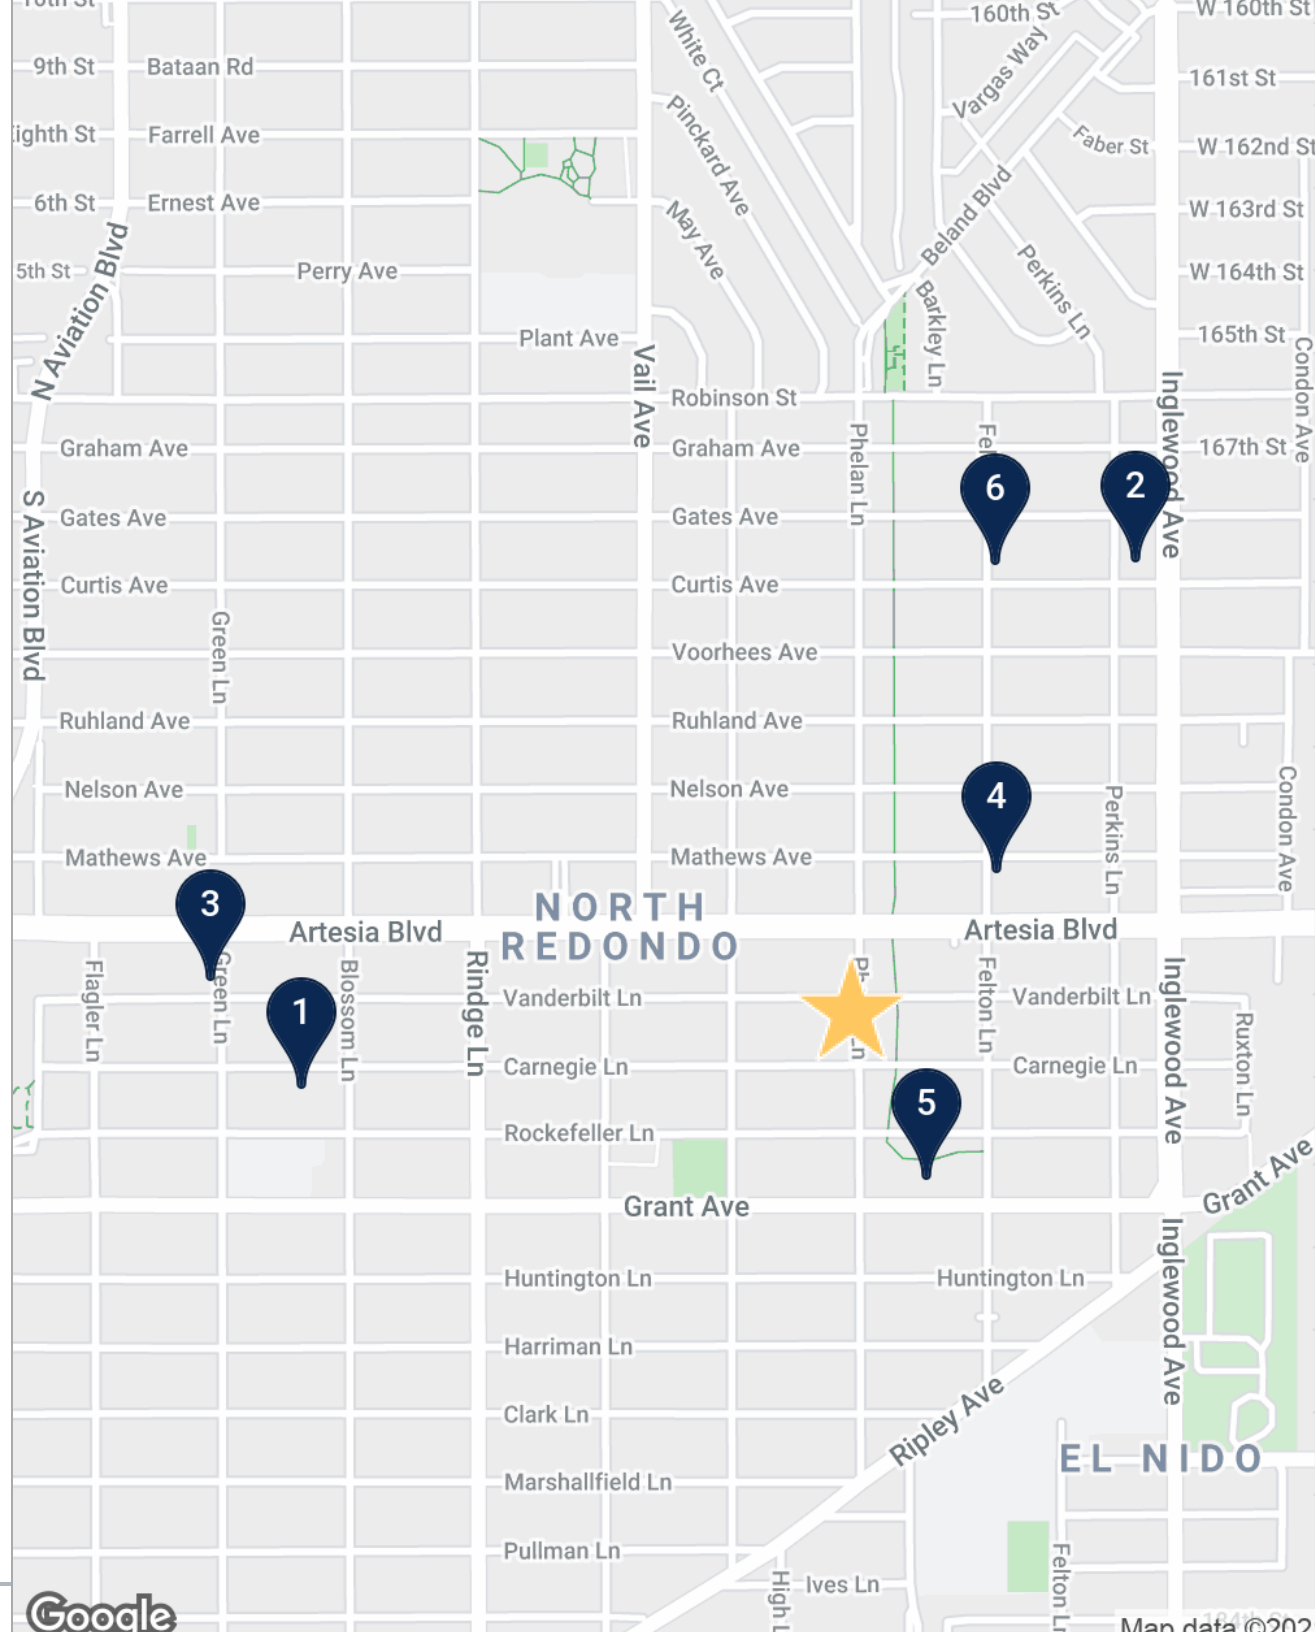 160th St
W 160th St
White Ct
Vargas Way
9th St
Bataan Rd
161st St
Pinckard Ave
Farrell Ave
Faber St
W 162nd St
6th St
Ernest Ave
May Ave
Beland Blvd
W 163rd St
N Aviation Blvd
5th St
Perry Ave
Perkins Ln
W 164th St
Barkley Ln
Plant Ave
165th St
Vail Ave
Condon Ave
Robinson St
Inglewood Ave
Graham Ave
Graham Ave
Phelan Ln
167th St
6
2
S Aviation Blvd
Gates Ave
Gates Ave
Curtis Ave
Curtis Ave
Green Ln
Voorhees Ave
Ruhland Ave
Ruhland Ave
Nelson Ave
Nelson Ave
4
Perkins Ln
Condon Ave
Mathews Ave
Mathews Ave
3
NORTH
REDONDO
Artesia Blvd
Artesia Blvd
Flagler Ln
Green Ln
1
Blossom Ln
Rindge Ln
Vanderbilt Ln
Felton Ln
Vanderbilt Ln
Inglewood Ave
Ruxton Ln
Ln
Carnegie Ln
Carnegie Ln
5
Rockefeller Ln
Grant Ave
Grant Ave
Inglewood Ave
Huntington Ln
Huntington Ln
Harriman Ln
Clark Ln
Ripley Ave
EL NIDO
Marshallfield Ln
Pullman Ln
High L
Ives Ln
Felton Ln
Google
184th St
Map data ©202